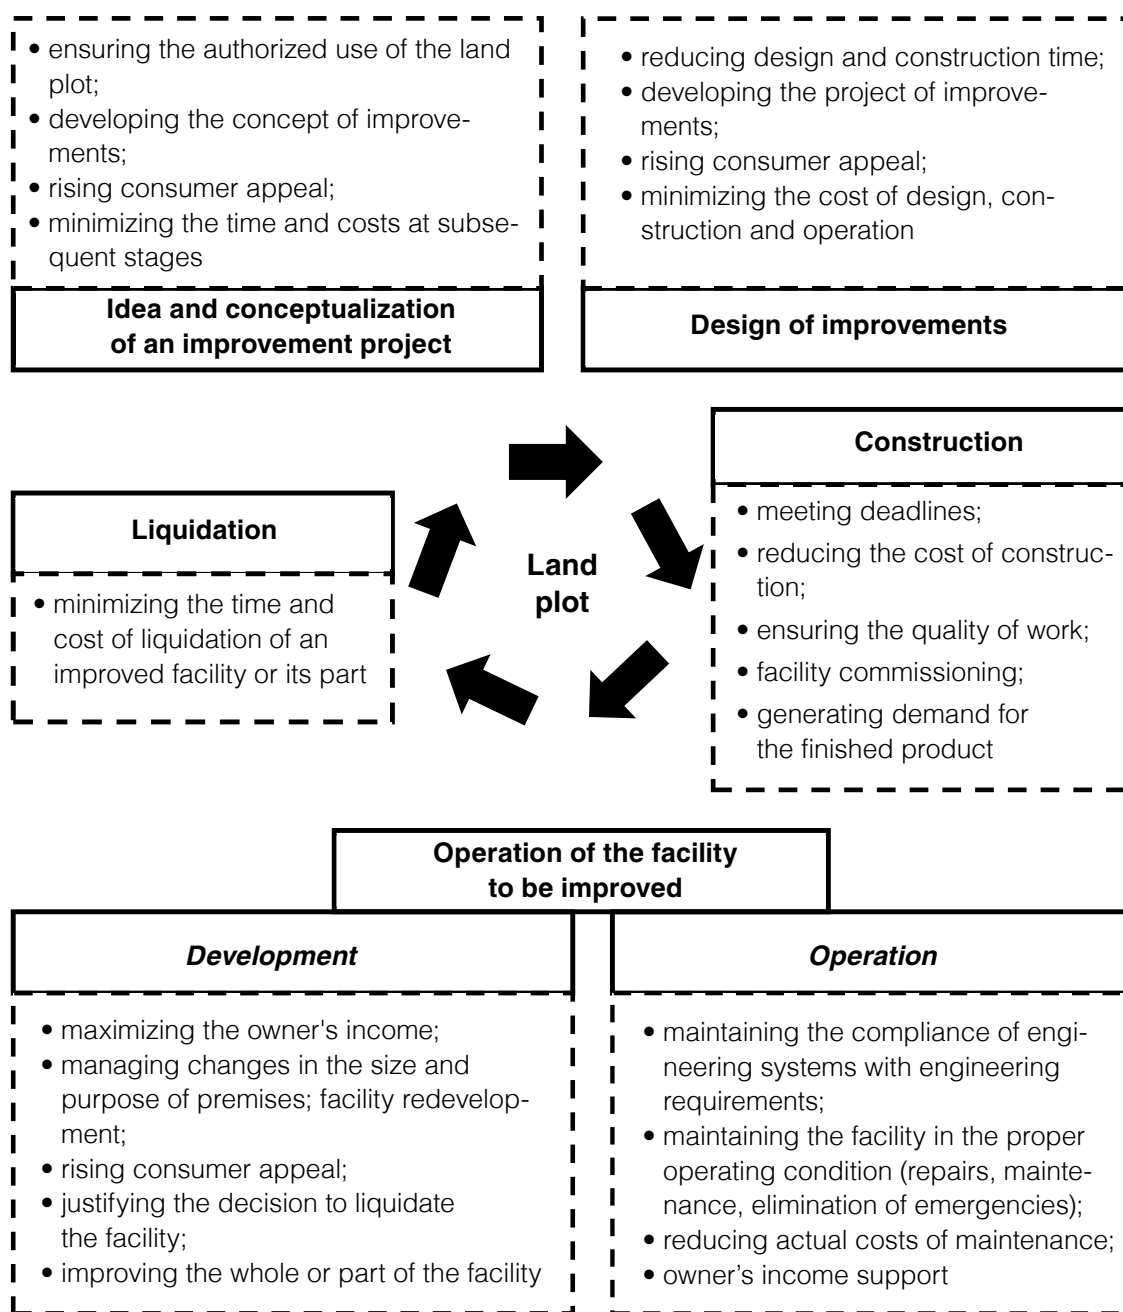 • ensuring the authorized use of the land
plot;
• developing the concept of improve-
ments;
• rising consumer appeal;
• minimizing the time and costs at subse-
quent stages
Idea and conceptualization
of an improvement project
• reducing design and construction time;
• developing the project of improve-
ments;
• rising consumer appeal;
• minimizing the cost of design, con-
struction and operation
Design of improvements
Construction
• meeting deadlines;
• reducing the cost of construc-
tion;
• ensuring the quality of work;
• facility commissioning;
• generating demand for
the finished product
Liquidation
• minimizing the time and
cost of liquidation of an
improved facility or its part
Land
plot
Operation of the facility
to be improved
Development
• maximizing the owner's income;
• managing changes in the size and
purpose of premises; facility redevelop-
ment;
• rising consumer appeal;
• justifying the decision to liquidate
the facility;
• improving the whole or part of the facility
Operation
• maintaining the compliance of engi-
neering systems with engineering
requirements;
• maintaining the facility in the proper
operating condition (repairs, mainte-
nance, elimination of emergencies);
• reducing actual costs of maintenance;
• owner’s income support